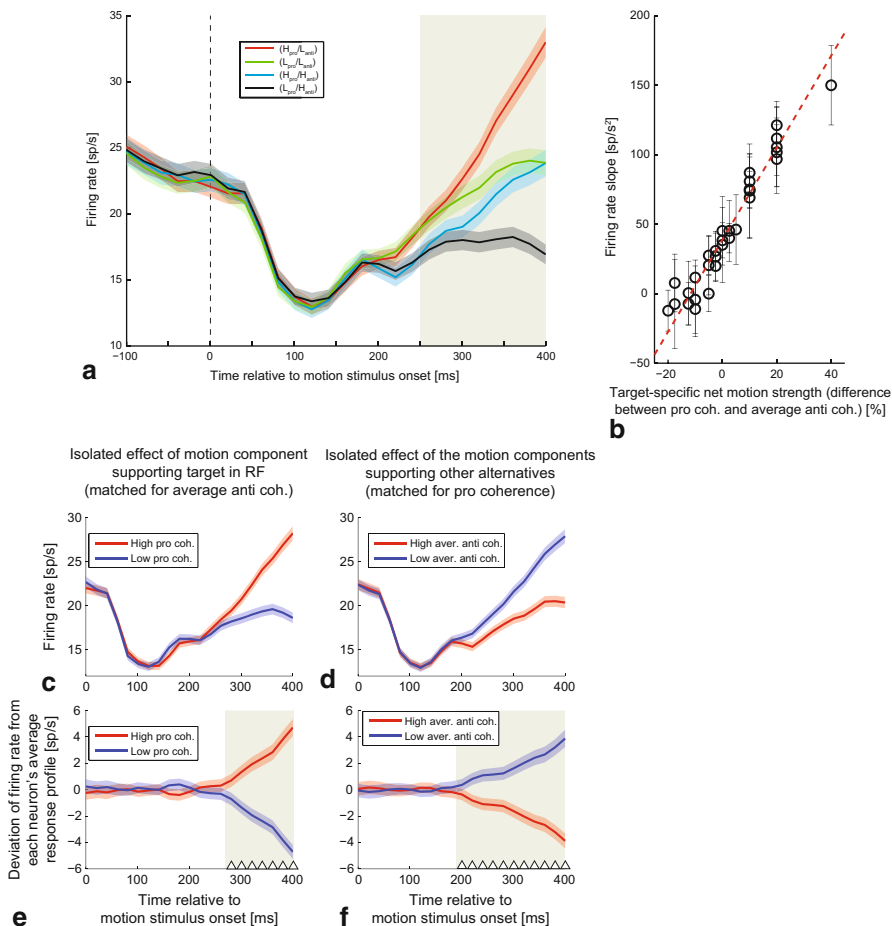 35
30
25
20
15
10
Firing rate [sp/s]
(Hpro/Lanti)
(Lpro/Lanti)
(Hpro/Hanti)
(Lpro/Hanti)
−100
0
100
200
300
400
Time relative to motion stimulus onset [ms]
a
200
150
100
50
0
−50
Firing rate slope [sp/s²]
−20
0
20
40
Target-specific net motion strength (difference
between pro coh. and average anti coh.) [%]
b
Isolated effect of motion component
supporting target in RF
(matched for average anti coh.)
30
25
20
15
Firing rate [sp/s]
High pro coh.
Low pro coh.
0
100
200
300
400
c
Isolated effect of the motion components
supporting other alternatives
(matched for pro coherence)
30
25
20
15
High aver. anti coh.
Low aver. anti coh.
0
100
200
300
400
d
Deviation of firing rate from
each neuron's average
response profile [sp/s]
6
4
2
0
−2
−4
−6
High pro coh.
Low pro coh.
0
100
200
300
400
Time relative to
motion stimulus onset [ms]
e
6
4
2
0
−2
−4
−6
High aver. anti coh.
Low aver. anti coh.
0
100
200
300
400
Time relative to
motion stimulus onset [ms]
f